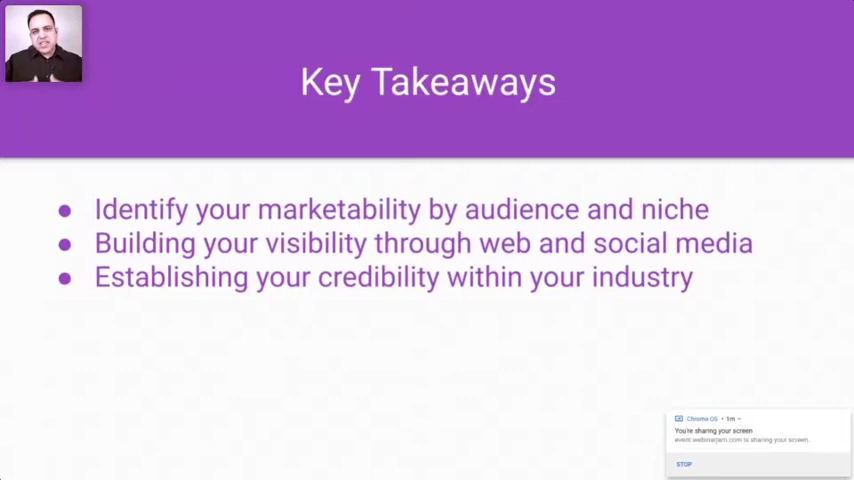 Key Takeaways
● Identify your marketability by audience and niche
● Building your visibility through web and social media
● Establishing your credibility within your industry
Chrome OS • 1m
You're sharing your screen
event.webinarjam.com is sharing your screen.
STOP